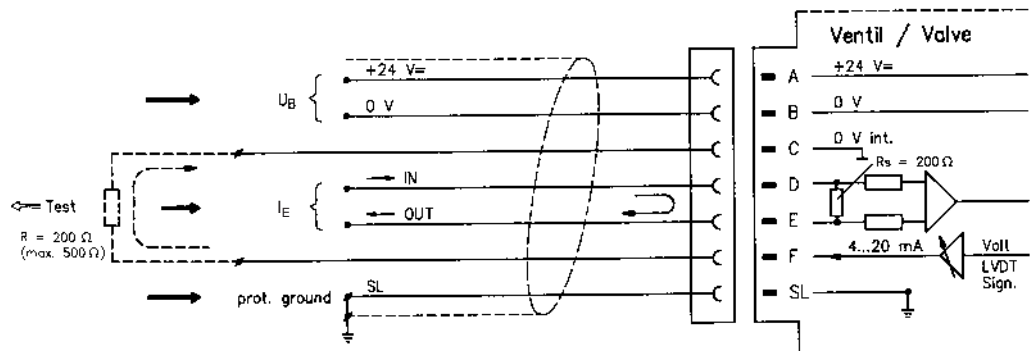 Ventil / Valve
+24 V=
A
+24 V=
U_B
0 V
B
0 V
C
0 V int.
Rs = 200 Ω
IN
D
I_E
OUT
E
Test
R = 200 Ω
(max. 500 Ω)
F
4...20 mA
Volt
LVDT
Sign.
prot. ground
SL
SL